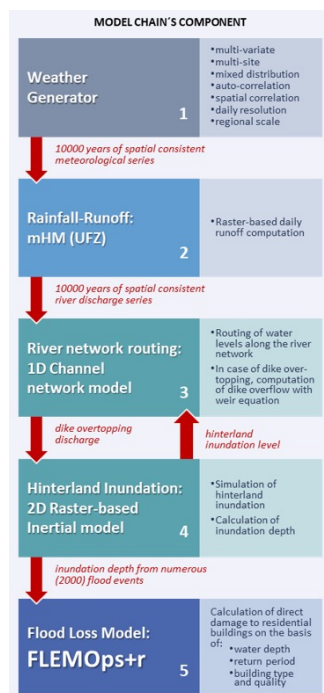 MODEL CHAIN´S COMPONENT
Weather
Generator
1
•multi-variate
•multi-site
•mixed distribution
•auto-correlation
•spatial correlation
•daily resolution
•regional scale
10000 years of spatial consistent
meteorological series
Rainfall-Runoff:
mHM (UFZ)
2
•Raster-based daily
runoff computation
10000 years of spatial consistent
river discharge series
River network routing:
1D Channel
network model
3
•Routing of water
levels along the river
network
•In case of dike over-
topping, computation
of dike overflow with
weir equation
dike overtopping
discharge
hinterland
inundation level
Hinterland Inundation:
2D Raster-based
Inertial model
4
•Simulation of
hinterland
inundation
•Calculation of
inundation depth
inundation depth from numerous
(2000) flood events
Flood Loss Model:
FLEMOps+r
5
Calculation of direct
damage to residential
buildings on the basis
of:
•water depth
•return period
•building type
and quality